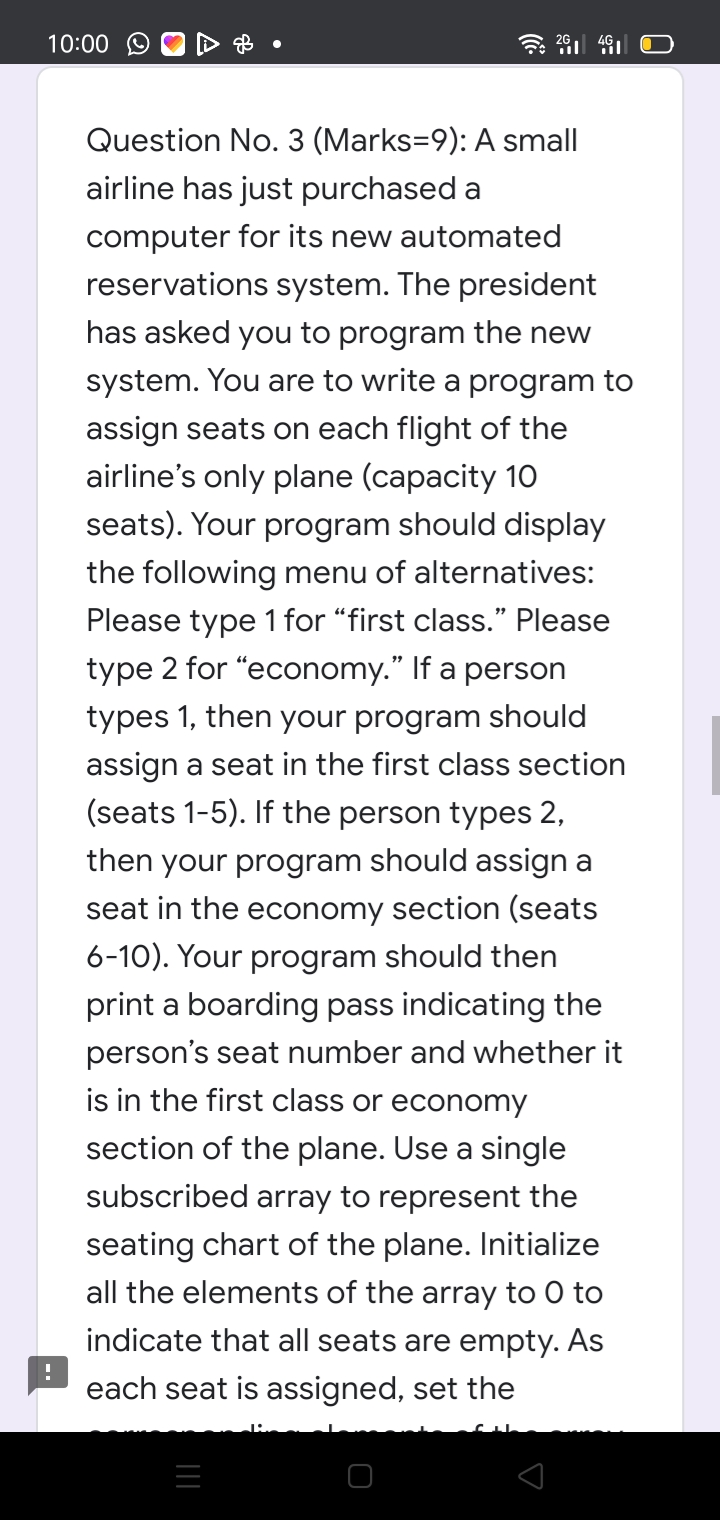 10:00
2G
4G
Question No. 3 (Marks=9): A small
airline has just purchased a
computer for its new automated
reservations system. The president
has asked you to program the new
system. You are to write a program to
assign seats on each flight of the
airline’s only plane (capacity 10
seats). Your program should display
the following menu of alternatives:
Please type 1 for “first class.” Please
type 2 for “economy.” If a person
types 1, then your program should
assign a seat in the first class section
(seats 1-5). If the person types 2,
then your program should assign a
seat in the economy section (seats
6-10). Your program should then
print a boarding pass indicating the
person’s seat number and whether it
is in the first class or economy
section of the plane. Use a single
subscribed array to represent the
seating chart of the plane. Initialize
all the elements of the array to 0 to
indicate that all seats are empty. As
each seat is assigned, set the